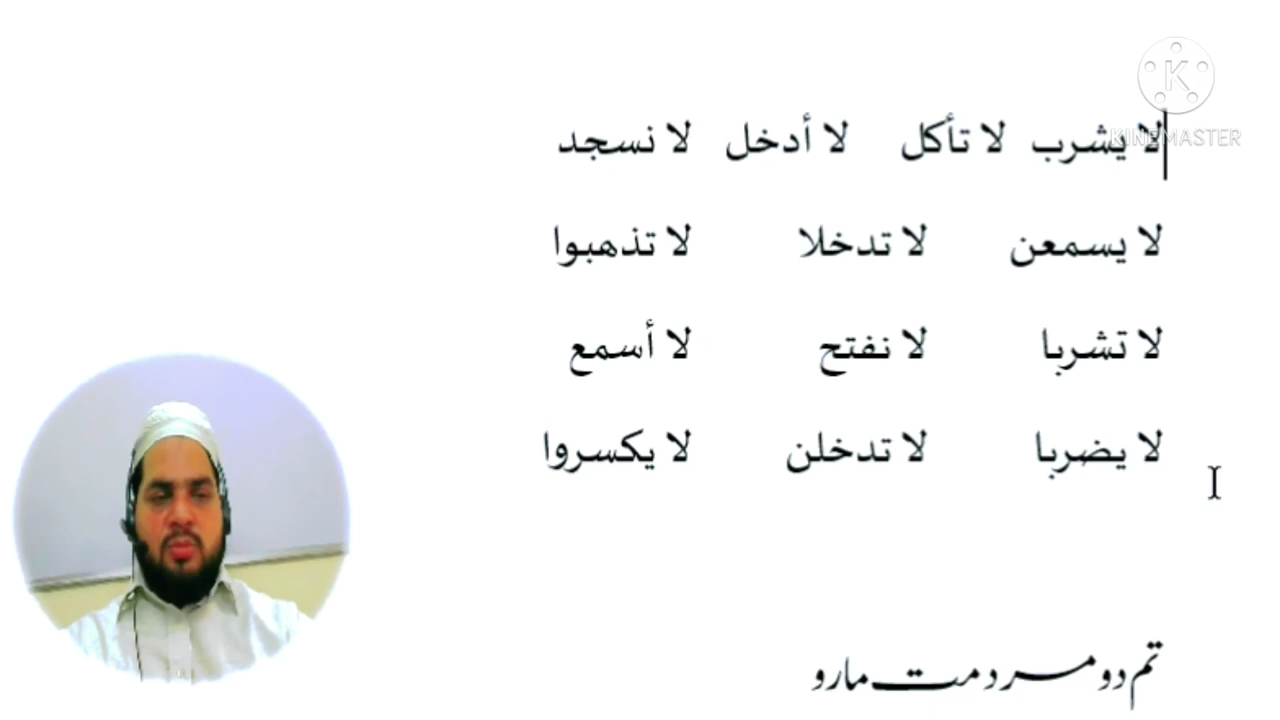 لا يشرب لا تأكل لا أدخل لا نسجد
KINEMASTER
لا يسمعن لا تدخلا لا تذهبوا
لا تشربا لا نفتح لا أسمع
لا يضربا لا تدخلن لا يكسروا
تم دو مرد مت مارو